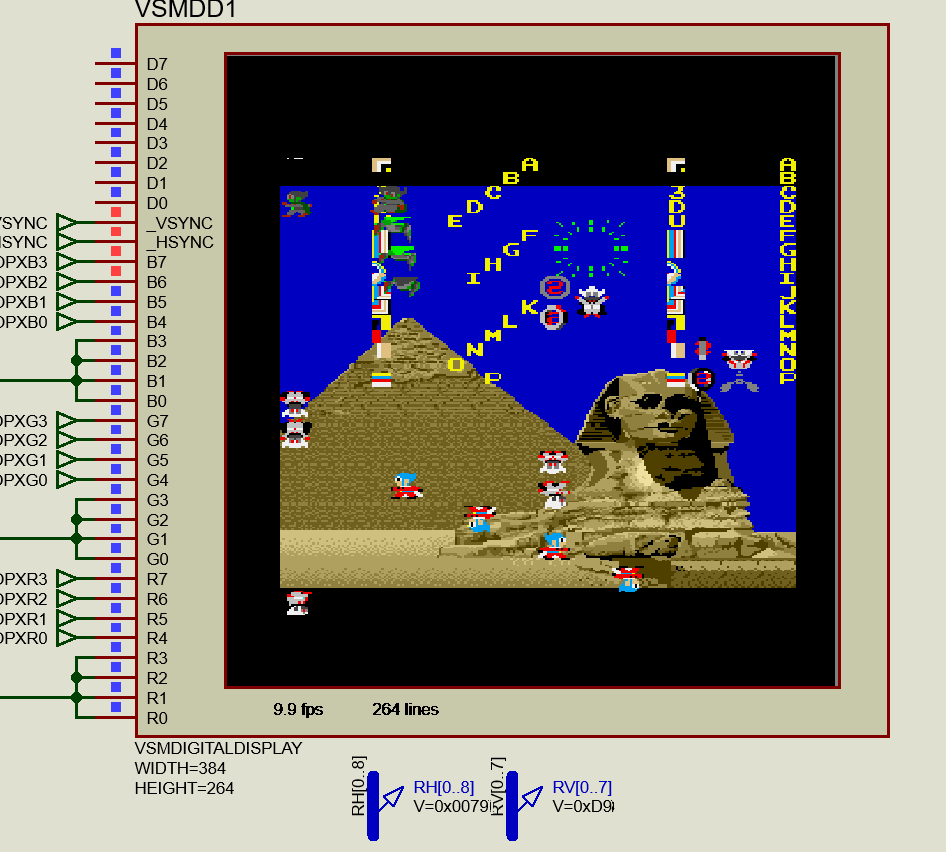 VSMDD1
D7
D6
D5
D4
D3
D2
D1
D0
VSYNC _VSYNC
HSYNC _HSYNC
DPXB3 B7
DPXB2 B6
DPXB1 B5
DPXB0 B4
B3
B2
B1
B0
DPXG3 G7
DPXG2 G6
DPXG1 G5
DPXG0 G4
G3
G2
G1
G0
DPXR3 R7
DPXR2 R6
DPXR1 R5
DPXR0 R4
R3
R2
R1
R0
A
B
C
D
E
F
G
H
I
K
L
M
N
O
P
3
D
U
A
B
C
D
E
F
G
H
I
J
K
L
M
N
O
P
9.9 fps 264 lines
VSMDIGITALDISPLAY
WIDTH=384
HEIGHT=264
RH[0..8]
RH[0..8]
V=0x0079
RV[0..7]
RV[0..7]
V=0xD9